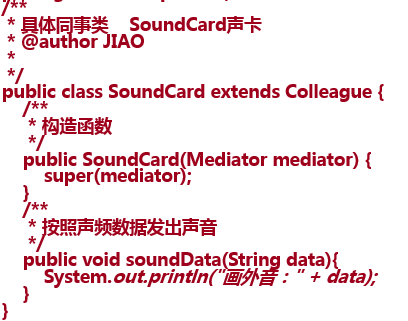 /**
 * 具体同事类    SoundCard声卡
 * @author JIAO
 *
 */
public class SoundCard extends Colleague {
    /**
     * 构造函数
     */
    public SoundCard(Mediator mediator) {
        super(mediator);
    }
    /**
     * 按照声频数据发出声音
     */
    public void soundData(String data){
        System.out.println("画外音：" + data);
    }
}